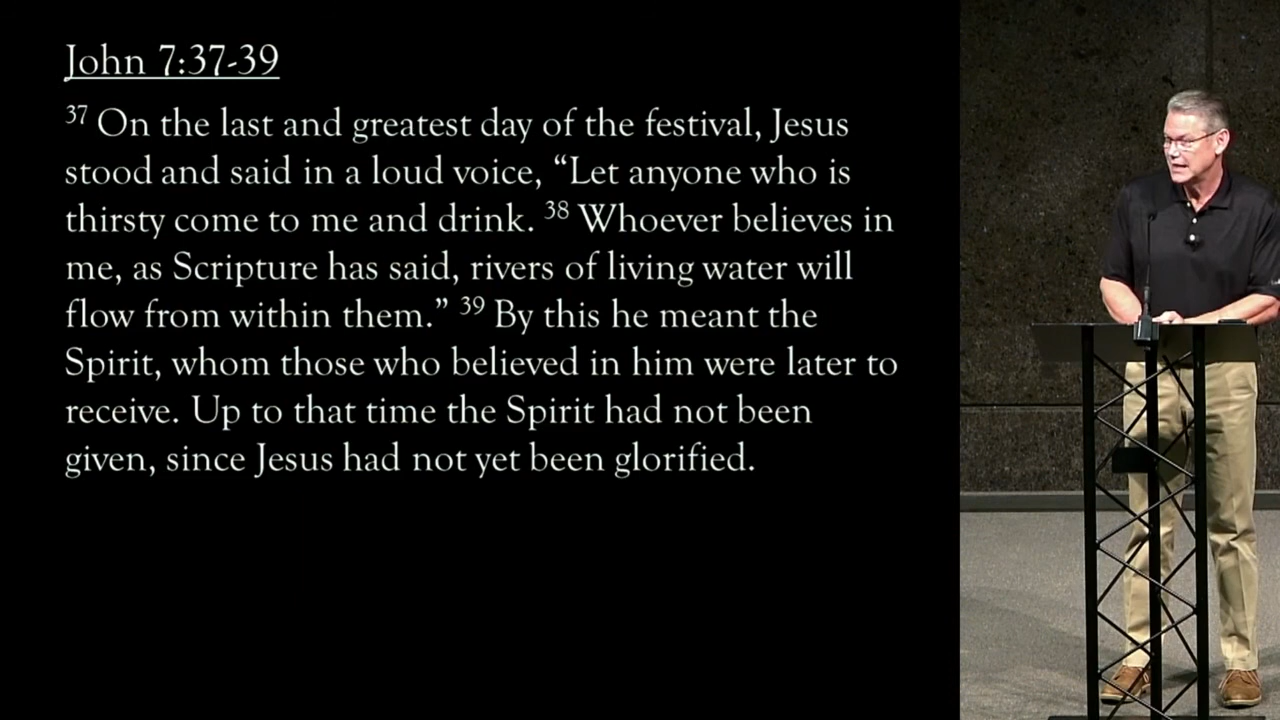 John 7:37-39
37 On the last and greatest day of the festival, Jesus
stood and said in a loud voice, “Let anyone who is
thirsty come to me and drink. 38 Whoever believes in
me, as Scripture has said, rivers of living water will
flow from within them.” 39 By this he meant the
Spirit, whom those who believed in him were later to
receive. Up to that time the Spirit had not been
given, since Jesus had not yet been glorified.